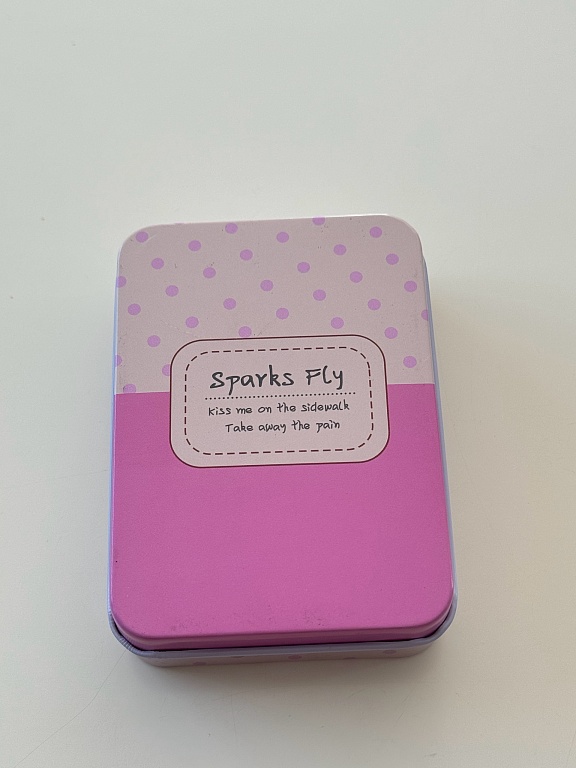 Sparks Fly
Kiss me on the sidewalk
Take away the pain